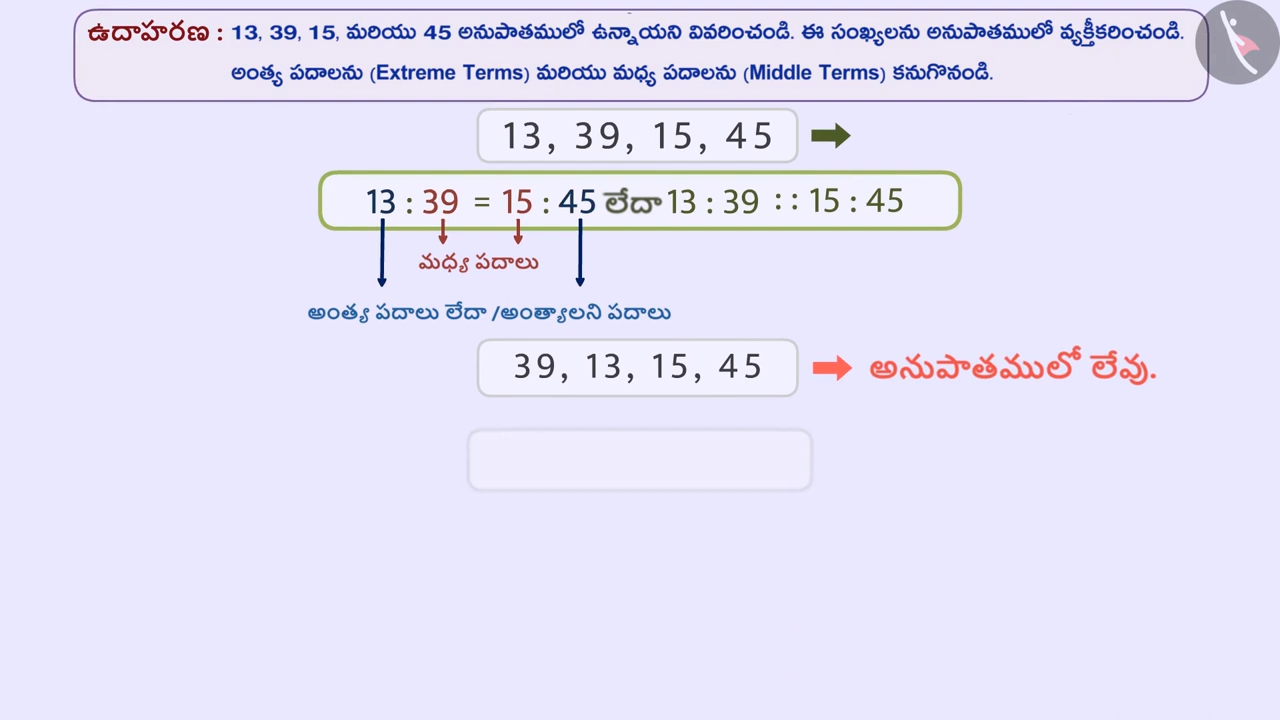 ఉదాహరణ : 13, 39, 15, మరియు 45 అనుపాతములో ఉన్నాయని వివరించండి. ఈ సంఖ్యలను అనుపాతములో వ్యక్తీకరించండి.
అంత్య పదాలను (Extreme Terms) మరియు మధ్య పదాలను (Middle Terms) కనుగొనండి.
13, 39, 15, 45
13 : 39 = 15 : 45 లేదా 13 : 39 :: 15 : 45
మధ్య పదాలు
అంత్య పదాలు లేదా /అంత్యాలని పదాలు
39, 13, 15, 45 అనుపాతములో లేవు.